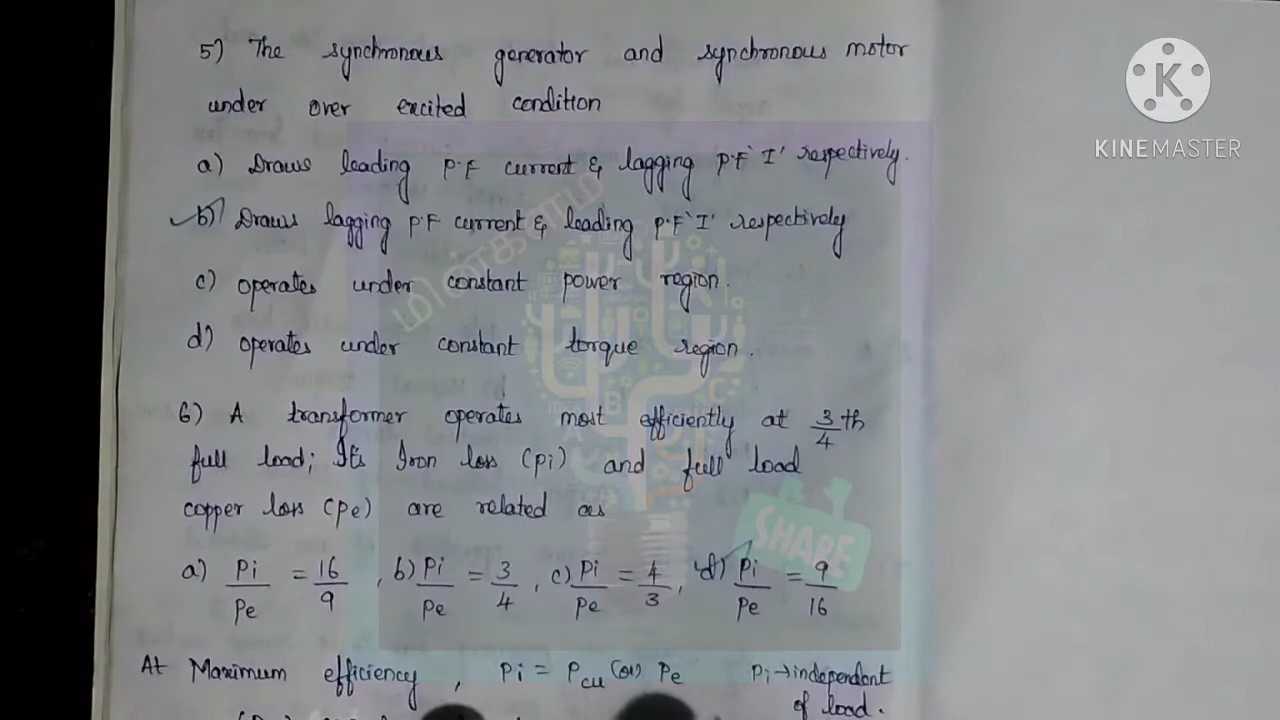 5) The synchronous generator and synchronous motor
under over excited condition
a) Draws leading P.F current & lagging P.F 'I' respectively.
b) Draws lagging P.F current & leading P.F 'I' respectively
c) operates under constant power region.
d) operates under constant torque region.
6) A transformer operates most efficiently at 3/4 th
full load; Its Iron loss (Pi) and full load
copper loss (Pe) are related as
a) Pi/Pe = 16/9 , b) Pi/Pe = 3/4 , c) Pi/Pe = 4/3 , d) Pi/Pe = 9/16
At Maximum efficiency , Pi = Pcu (or) Pe Pi → independent
of load.
K
KINEMASTER
மின்களம்
SHARE